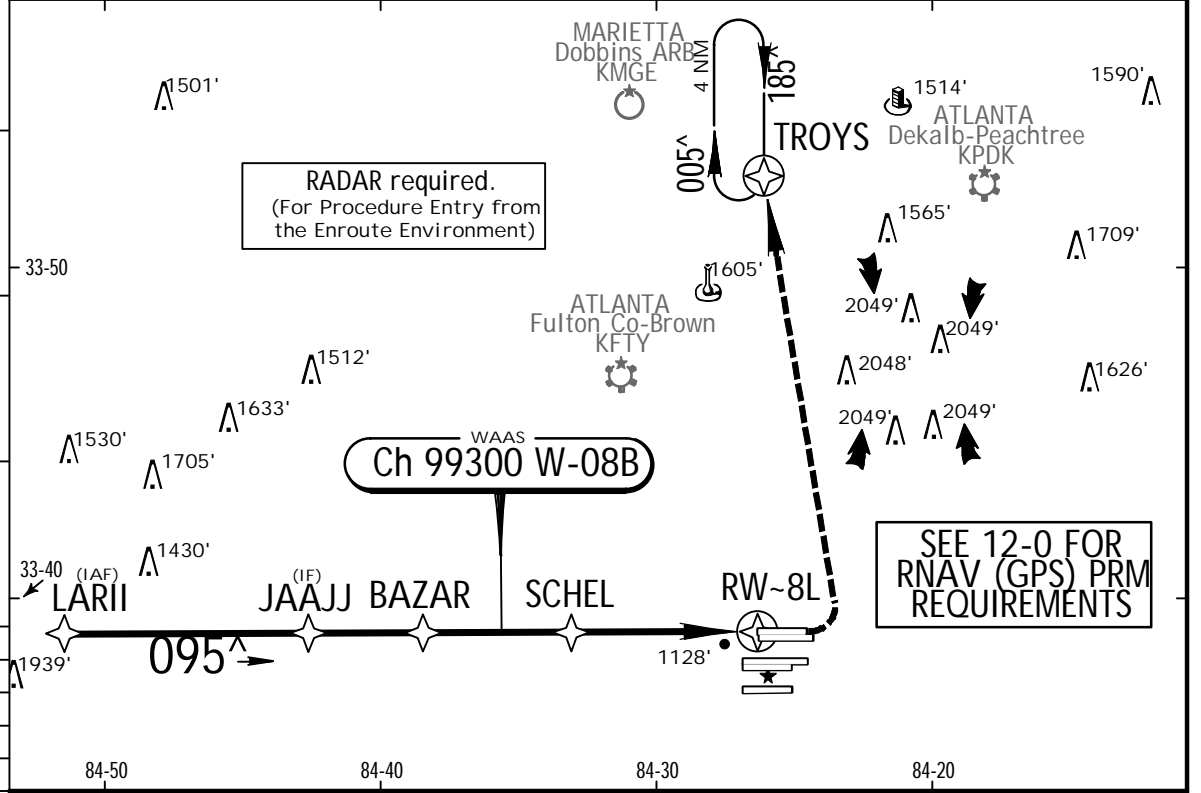 MARIETTA
Dobbins ARB
KMGE
4 NM
185^
005^
TROYS
1501'
1514'
1590'
ATLANTA
Dekalb-Peachtree
KPDK
RADAR required.
(For Procedure Entry from
the Enroute Environment)
1565'
1709'
33-50
1605'
ATLANTA
Fulton Co-Brown
KFTY
2049'
2049'
1512'
2048'
1626'
1633'
2049'
2049'
1530'
1705'
WAAS
Ch 99300 W-08B
1430'
SEE 12-0 FOR
RNAV (GPS) PRM
REQUIREMENTS
33-40
(IAF)
LARII
(IF)
JAAJJ
BAZAR
SCHEL
RW~8L
095^
1128'
1939'
84-50
84-40
84-30
84-20